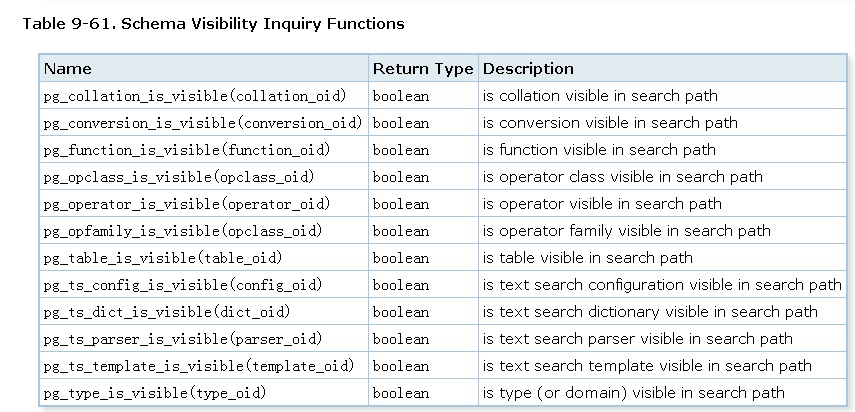 Table 9-61. Schema Visibility Inquiry Functions
Name Return Type Description
pg_collation_is_visible(collation_oid) boolean is collation visible in search path
pg_conversion_is_visible(conversion_oid) boolean is conversion visible in search path
pg_function_is_visible(function_oid) boolean is function visible in search path
pg_opclass_is_visible(opclass_oid) boolean is operator class visible in search path
pg_operator_is_visible(operator_oid) boolean is operator visible in search path
pg_opfamily_is_visible(opclass_oid) boolean is operator family visible in search path
pg_table_is_visible(table_oid) boolean is table visible in search path
pg_ts_config_is_visible(config_oid) boolean is text search configuration visible in search path
pg_ts_dict_is_visible(dict_oid) boolean is text search dictionary visible in search path
pg_ts_parser_is_visible(parser_oid) boolean is text search parser visible in search path
pg_ts_template_is_visible(template_oid) boolean is text search template visible in search path
pg_type_is_visible(type_oid) boolean is type (or domain) visible in search path